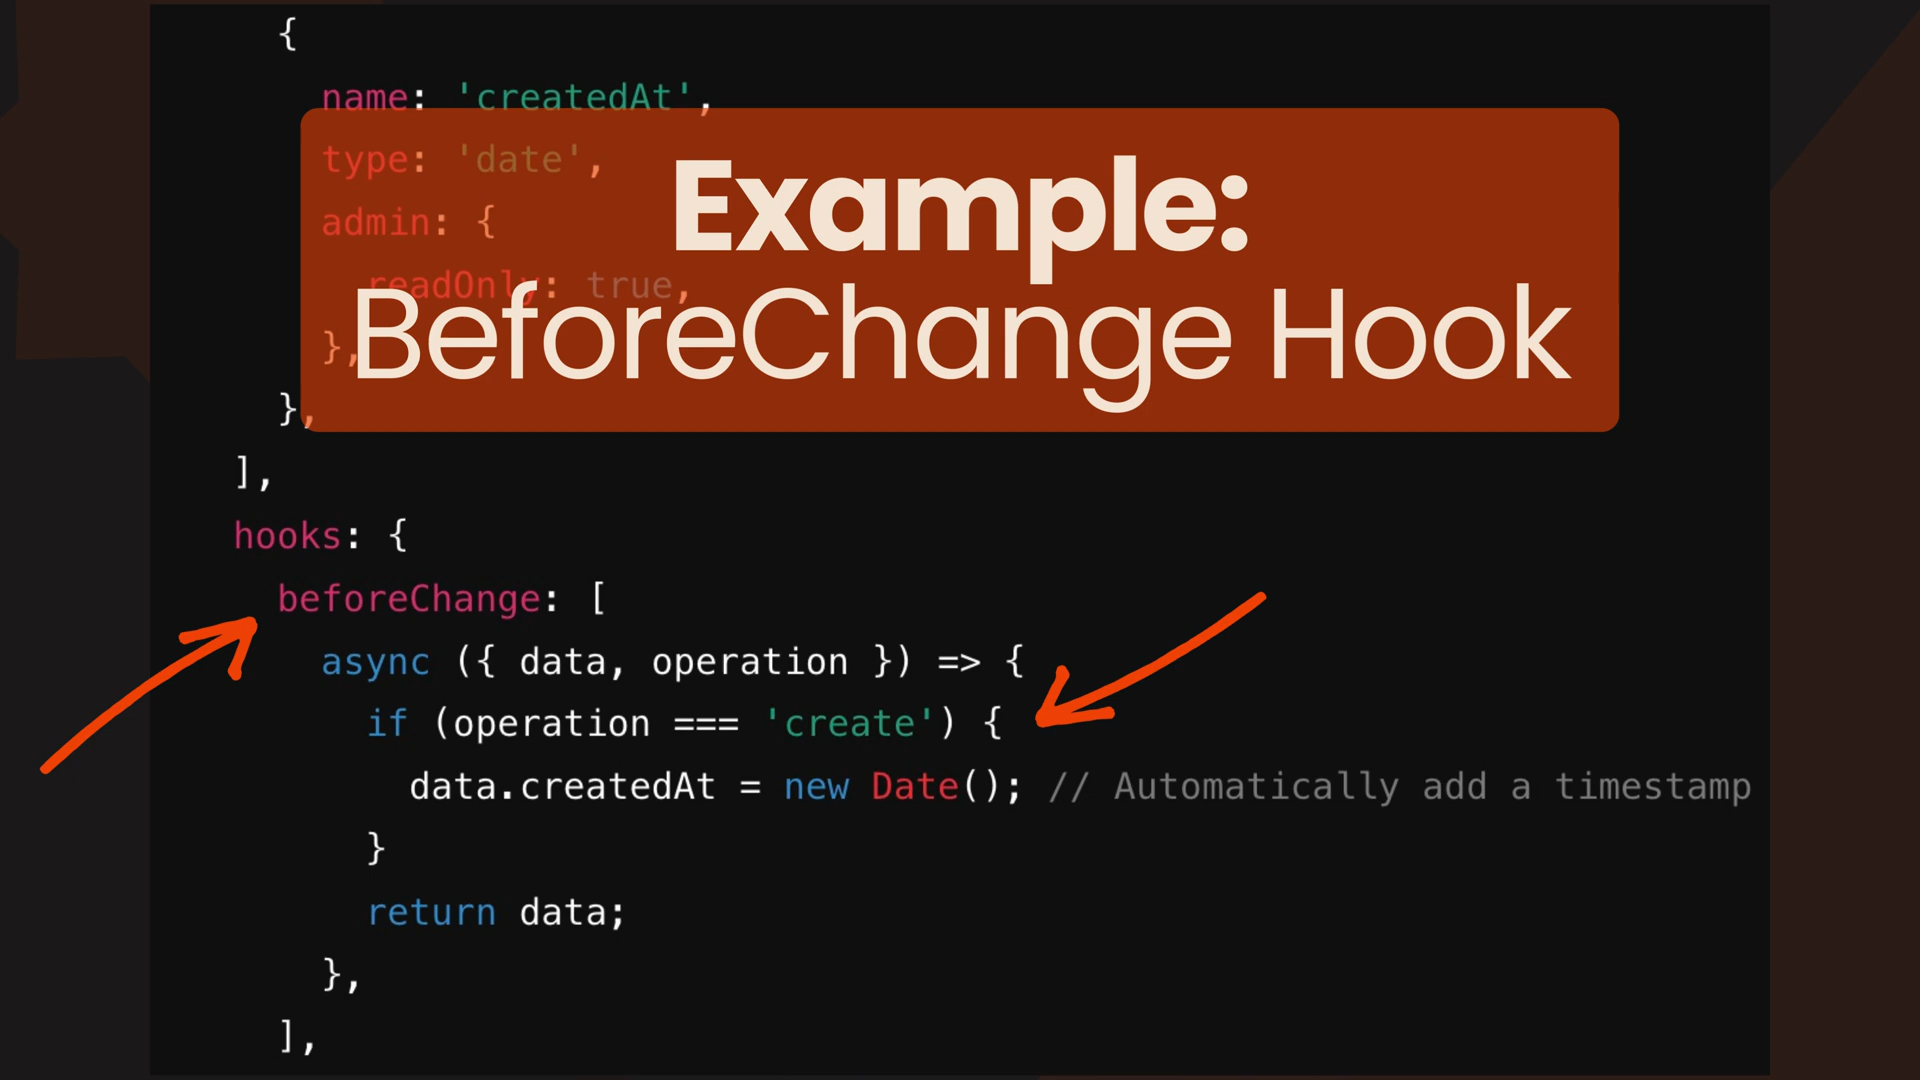 {
name: 'createdAt',
type: 'date',
admin: {
readOnly: true,
},
},
Example:
BeforeChange Hook
],
hooks: {
beforeChange: [
async ({ data, operation }) => {
if (operation === 'create') {
data.createdAt = new Date(); // Automatically add a timestamp
}
return data;
},
],